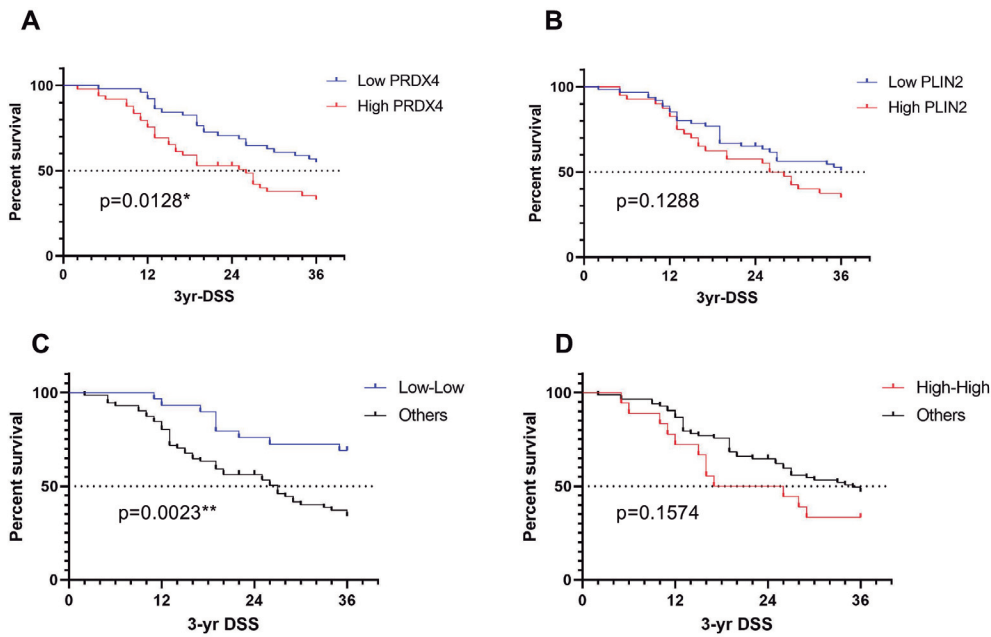 A
Low PRDX4
High PRDX4
Percent survival
100
50
0
p=0.0128*
0 12 24 36
3yr-DSS
B
Low PLIN2
High PLIN2
Percent survival
100
50
0
p=0.1288
0 12 24 36
3yr-DSS
C
Low-Low
Others
Percent survival
100
50
0
p=0.0023**
0 12 24 36
3-yr DSS
D
High-High
Others
Percent survival
100
50
0
p=0.1574
0 12 24 36
3-yr DSS